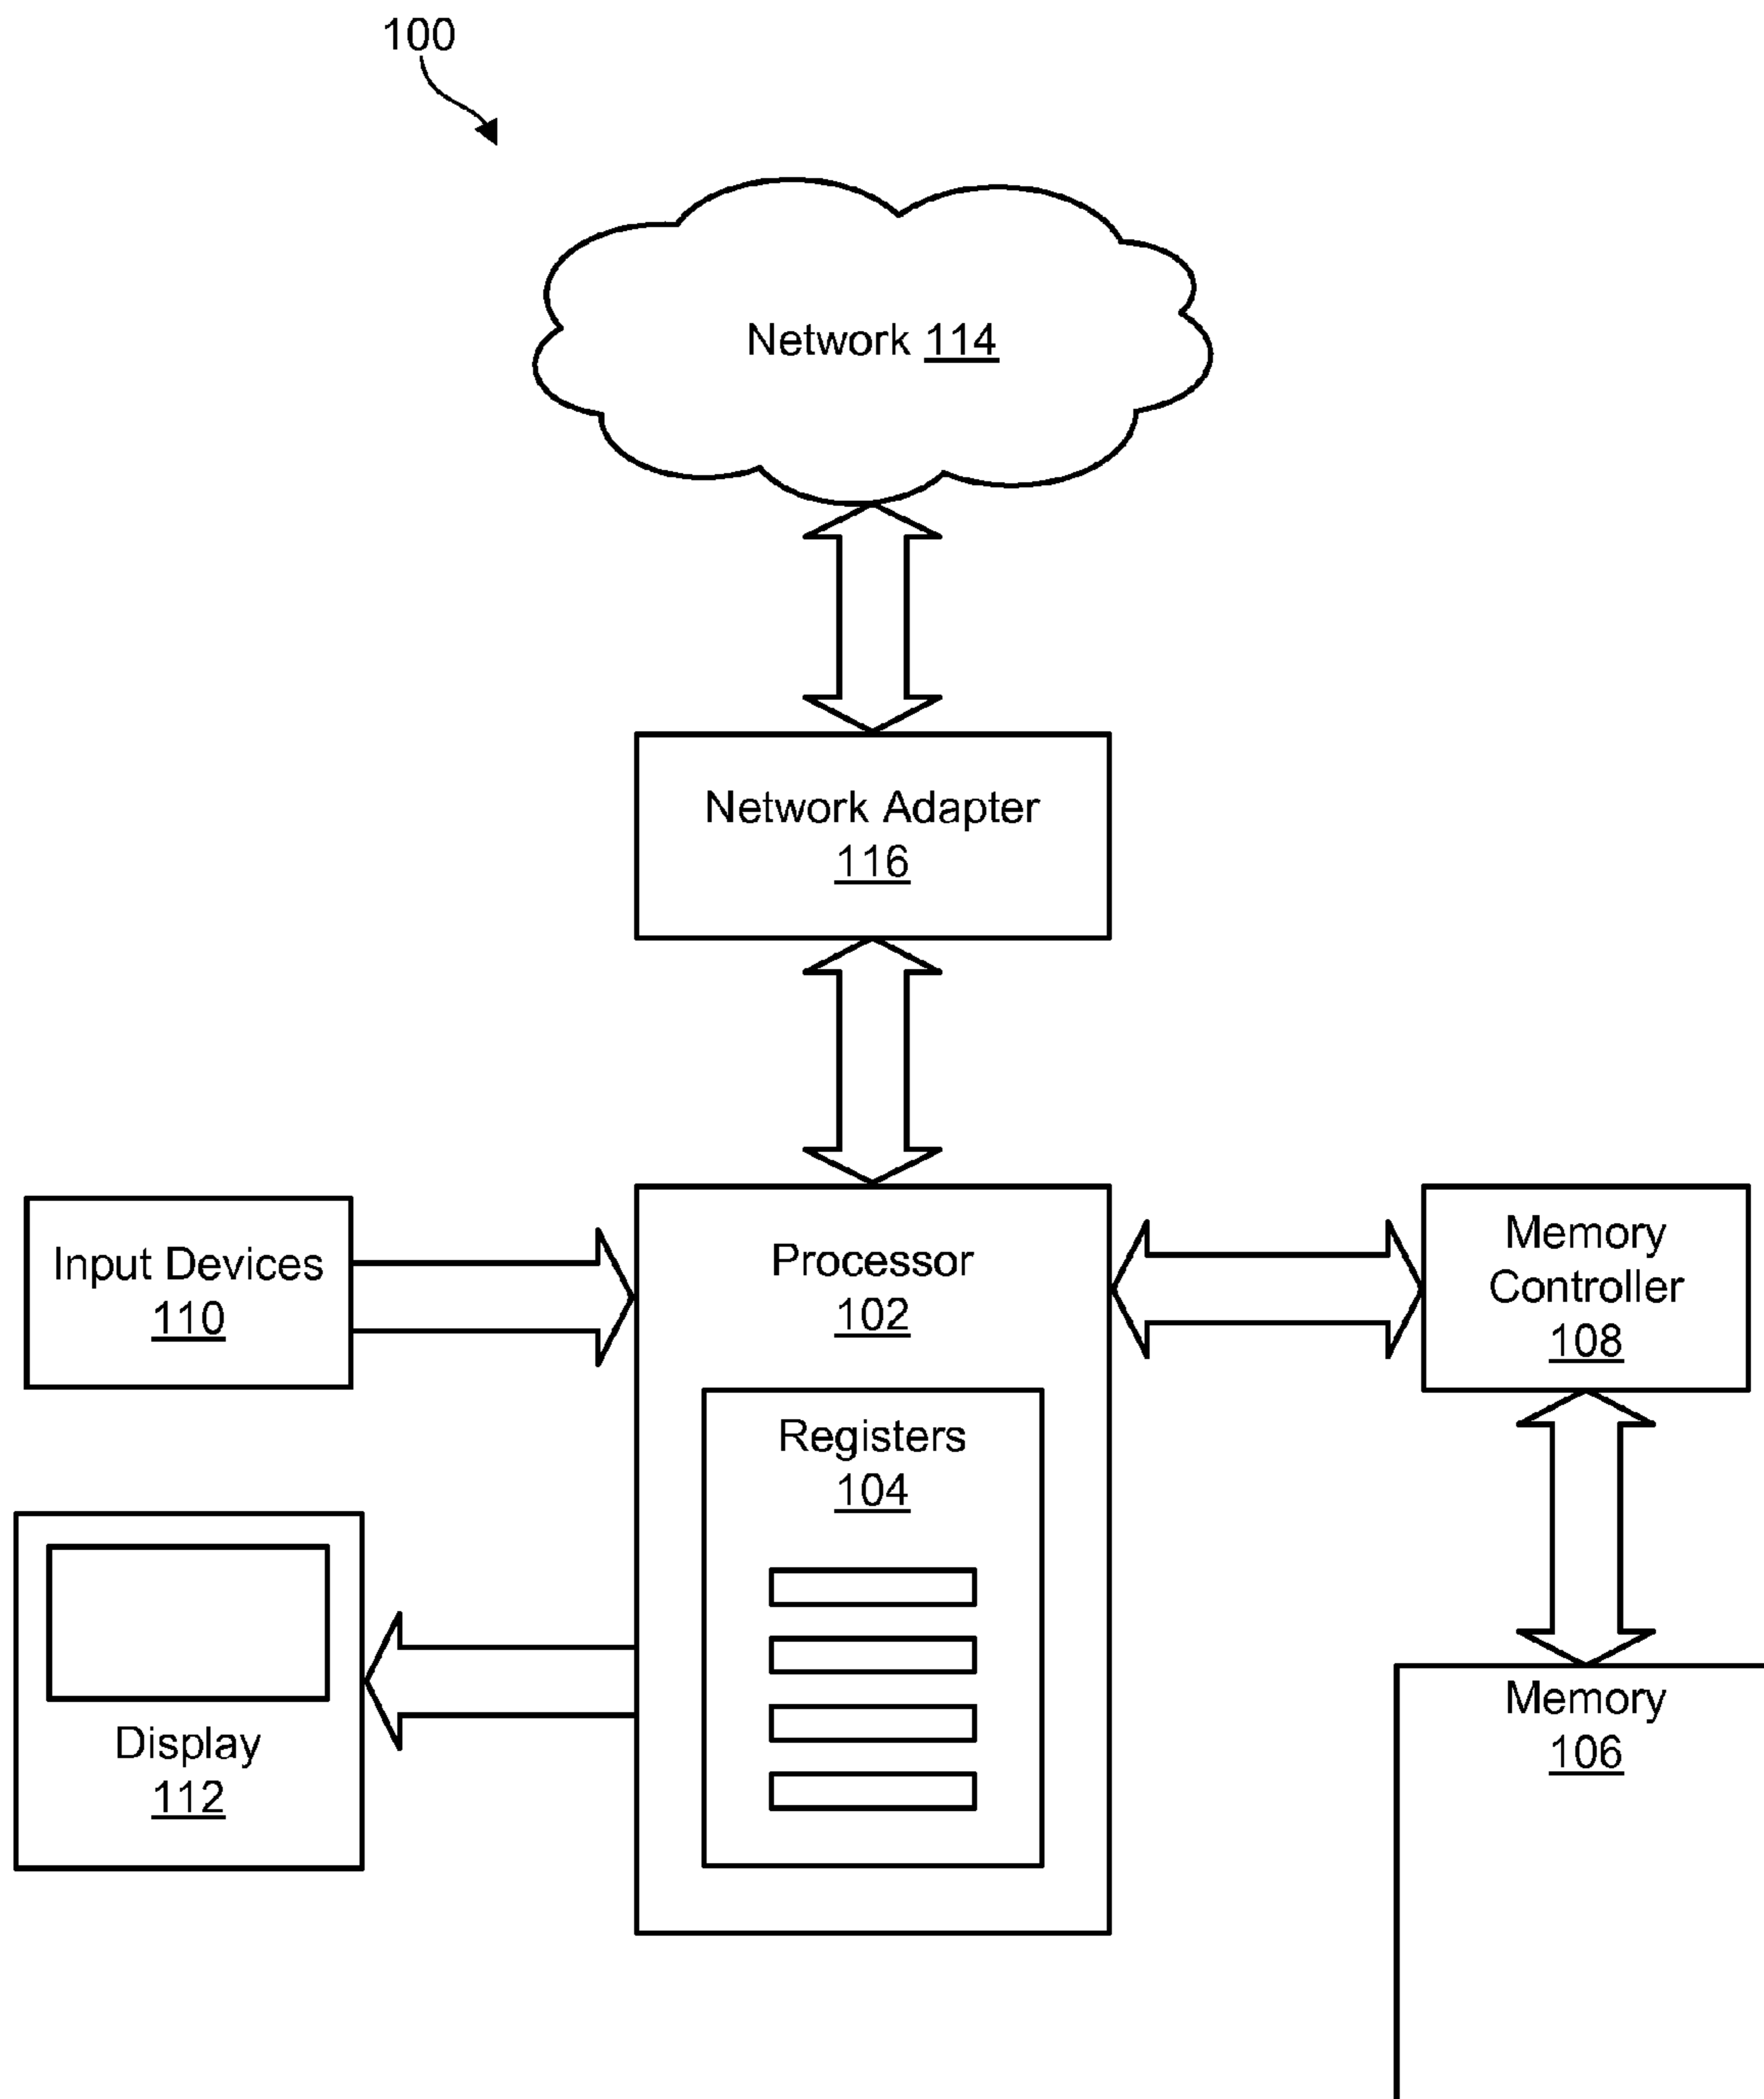 100
Network 114
Network Adapter
116
Input Devices
110
Processor
102
Memory
Controller
108
Registers
104
Display
112
Memory
106